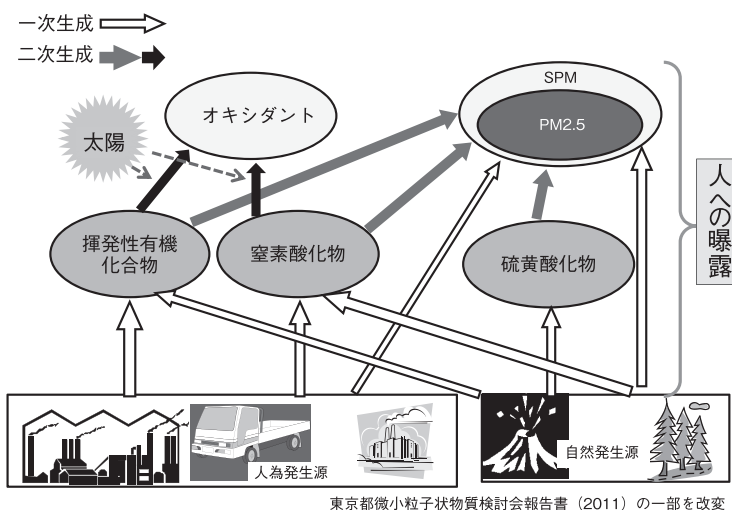 一次生成
二次生成
SPM
PM2.5
オキシダント
太陽
人への曝露
揮発性有機
化合物
窒素酸化物
硫黄酸化物
自然発生源
人為発生源
東京都微小粒子状物質検討会報告書（2011）の一部を改変